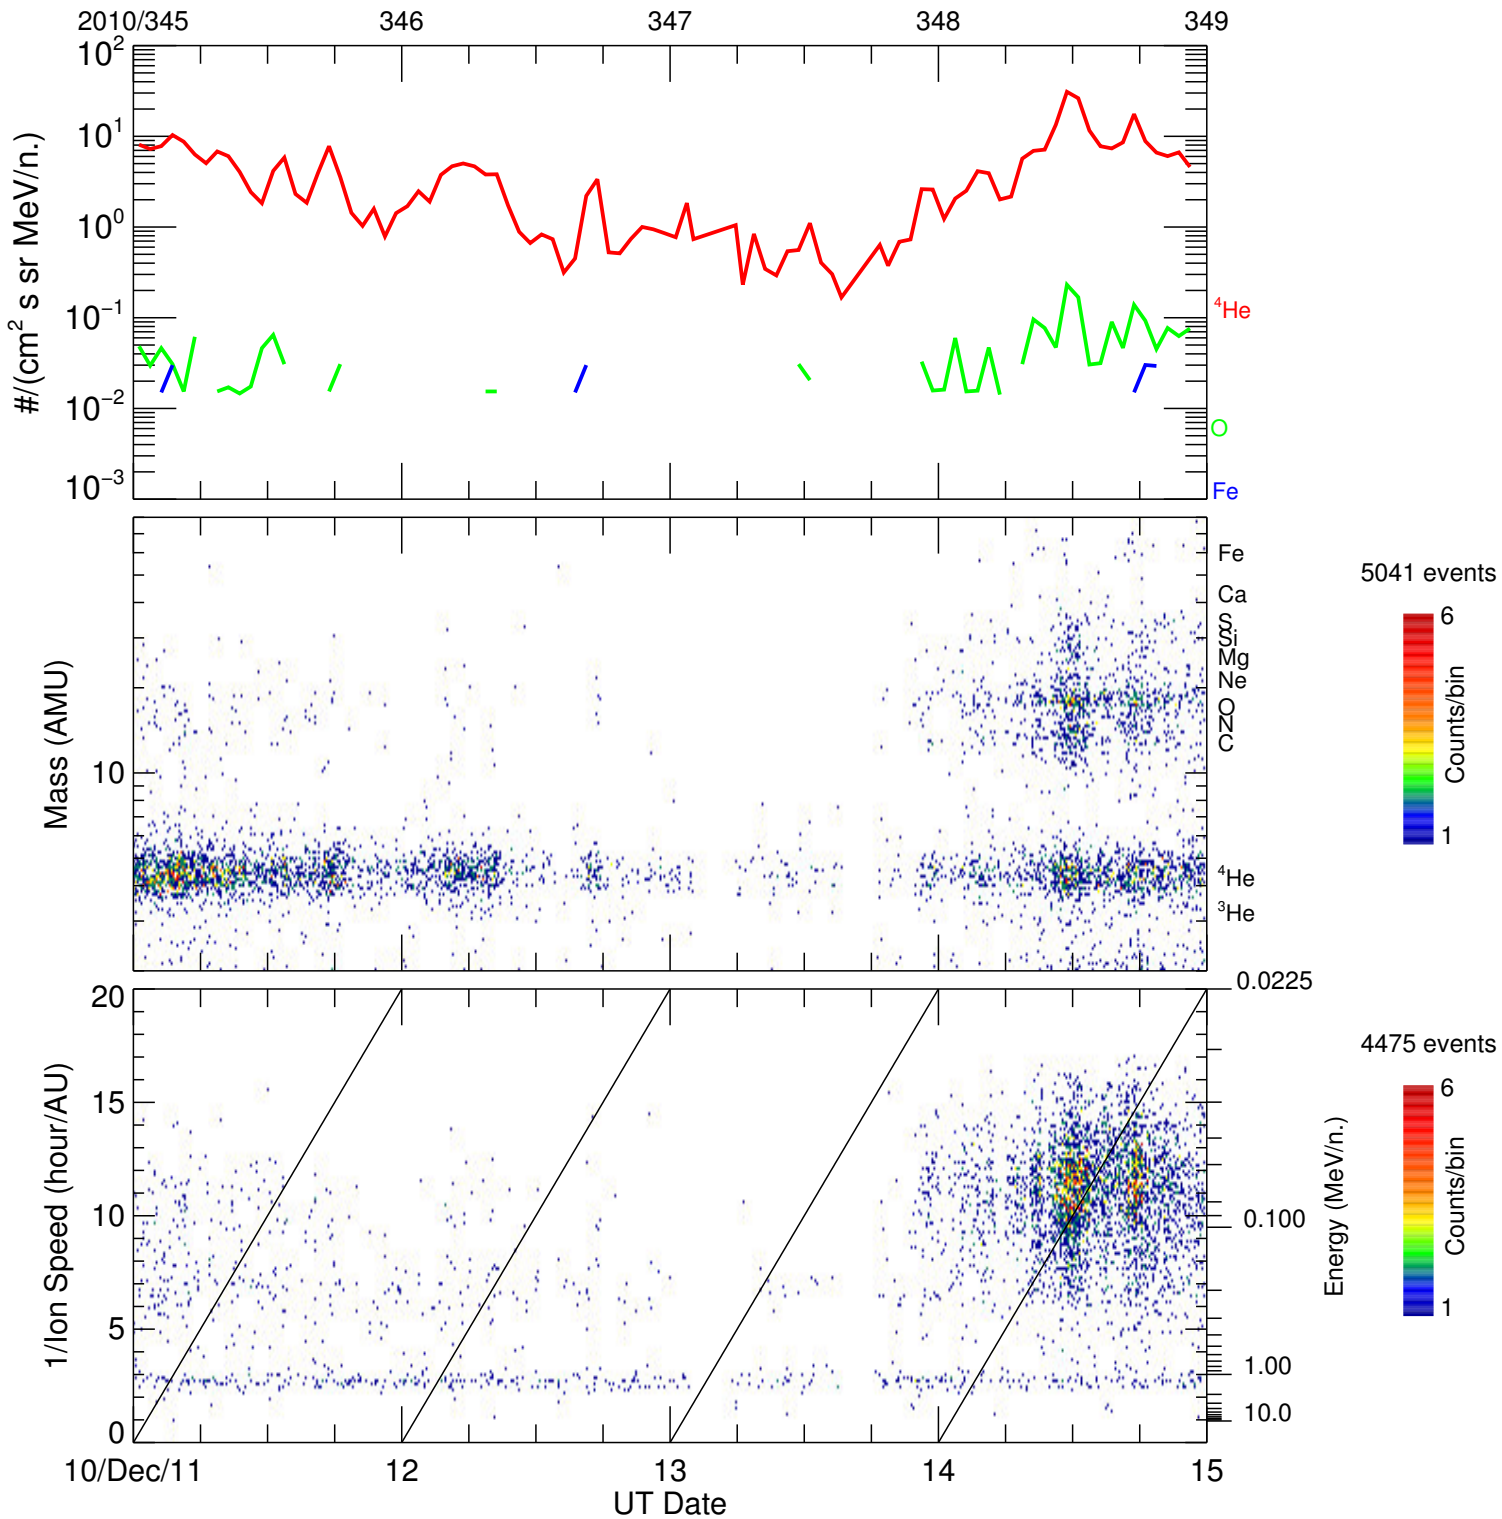 2010/345 346 347 348 349
10²
10¹
10⁰
10⁻¹
10⁻²
10⁻³
#/(cm² s sr MeV/n.)
⁴He
O
Fe
Mass (AMU)
10
Fe
Ca
S
Si
Mg
Ne
O
N
C
⁴He
³He
5041 events
6
Counts/bin
1
1/Ion Speed (hour/AU)
20
15
10
5
0
0.0225
0.100
1.00
10.0
Energy (MeV/n.)
4475 events
6
Counts/bin
1
10/Dec/11 12 13 14 15
UT Date